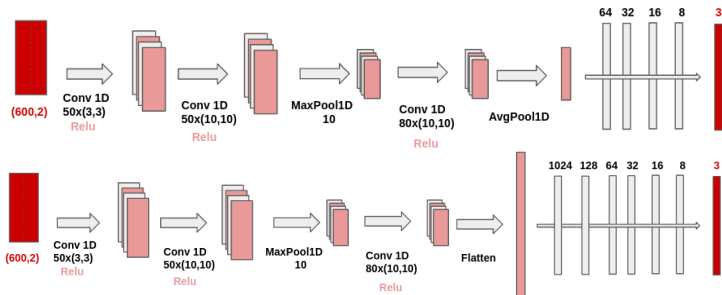 64 32 16 8 3
(600,2)
Conv 1D
50x(3,3)
Relu
Conv 1D
50x(10,10)
Relu
MaxPool1D
10
Conv 1D
80x(10,10)
Relu
AvgPool1D
1024 128 64 32 16 8 3
(600,2)
Conv 1D
50x(3,3)
Relu
Conv 1D
50x(10,10)
Relu
MaxPool1D
10
Conv 1D
80x(10,10)
Relu
Flatten